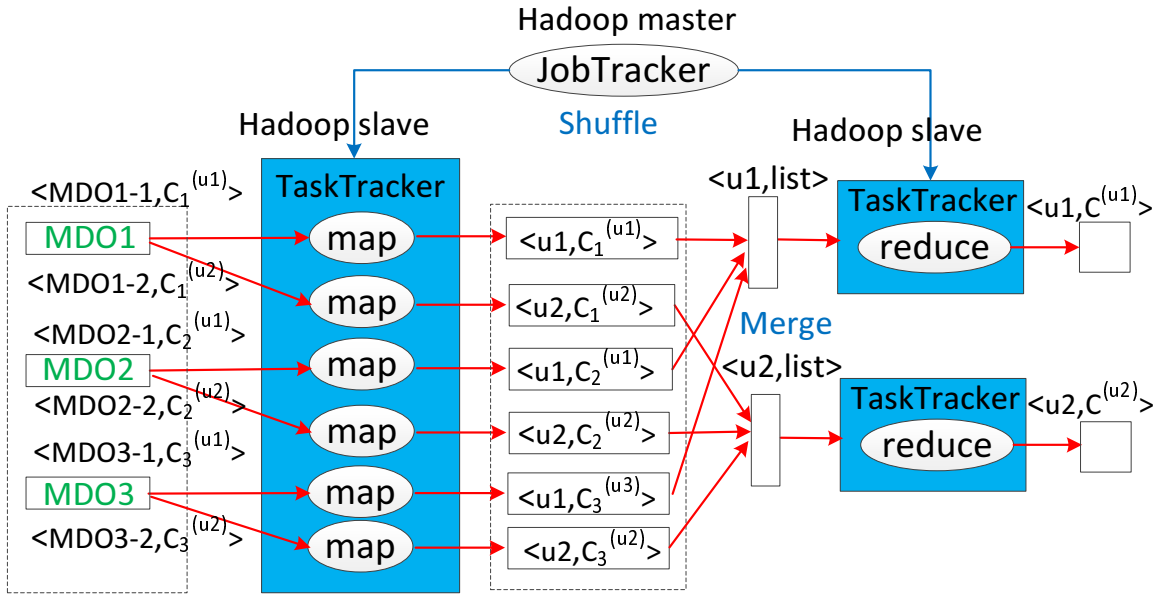 Hadoop master
JobTracker
Shuffle
Hadoop slave
Hadoop slave
TaskTracker
<MDO1-1,C₁⁽ᵘ¹⁾>
MDO1
<MDO1-2,C₁⁽ᵘ²⁾>
<MDO2-1,C₂⁽ᵘ¹⁾>
MDO2
<MDO2-2,C₂⁽ᵘ²⁾>
<MDO3-1,C₃⁽ᵘ¹⁾>
MDO3
<MDO3-2,C₃⁽ᵘ²⁾>
map
map
map
map
map
map
<u1,C₁⁽ᵘ¹⁾>
<u2,C₁⁽ᵘ²⁾>
<u1,C₂⁽ᵘ¹⁾>
<u2,C₂⁽ᵘ²⁾>
<u1,C₃⁽ᵘ³⁾>
<u2,C₃⁽ᵘ²⁾>
<u1,list>
Merge
<u2,list>
TaskTracker
reduce
<u1,C⁽ᵘ¹⁾>
TaskTracker
reduce
<u2,C⁽ᵘ²⁾>